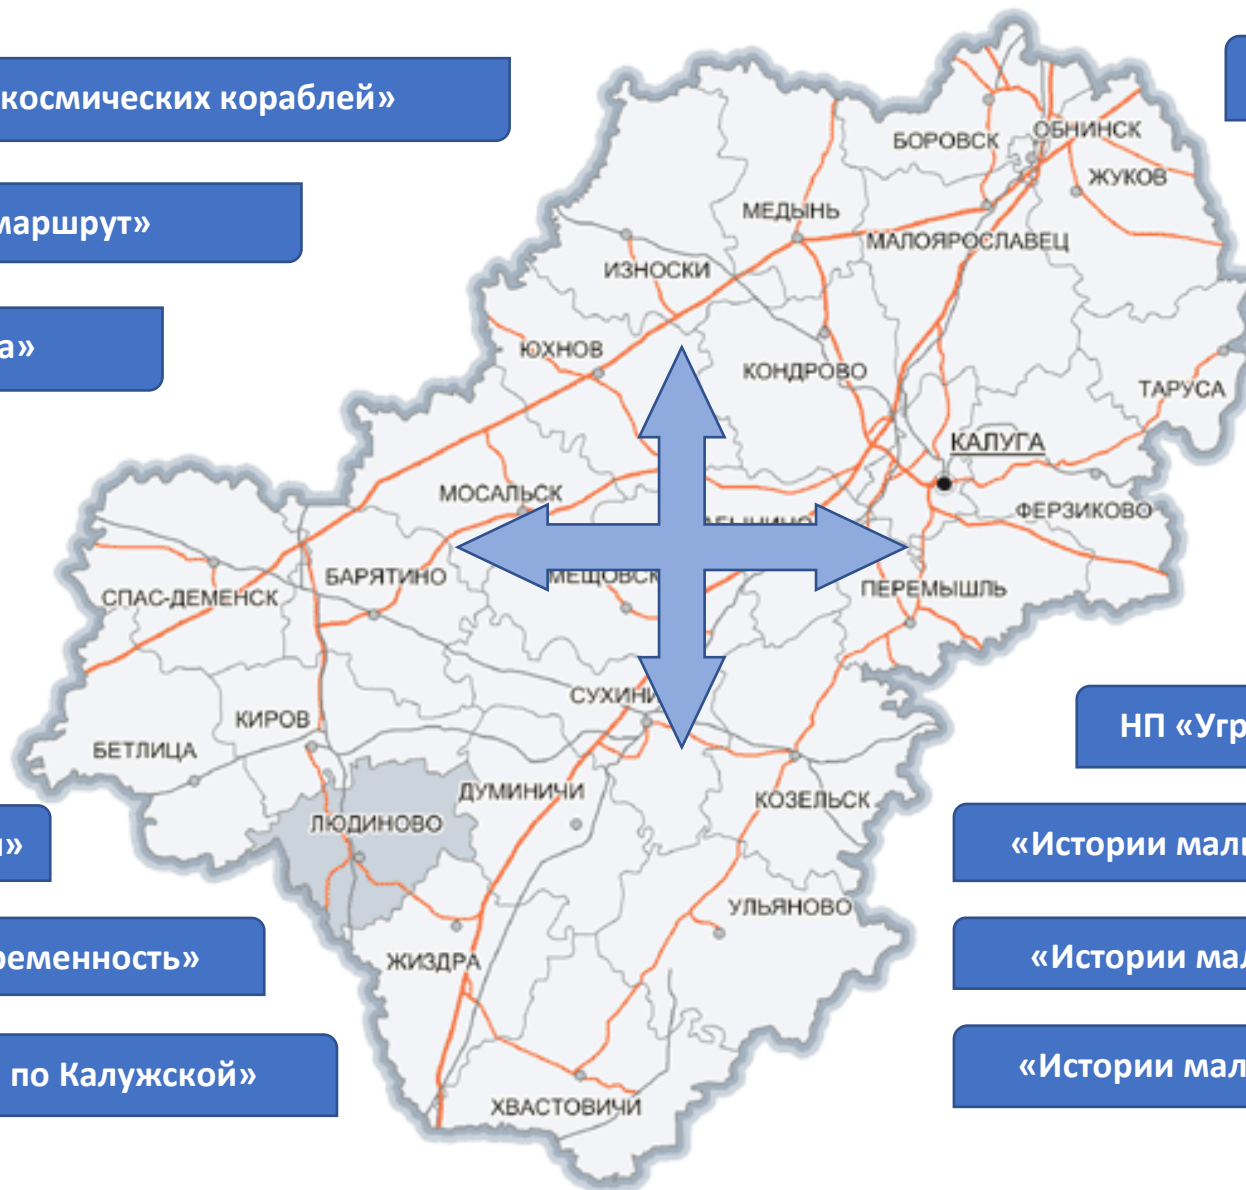 космических кораблей»
БОРОВСК
ОБНИНСК
ЖУКОВ
маршрут»
МЕДЫНЬ
МАЛОЯРОСЛАВЕЦ
ИЗНОСКИ
а»
ЮХНОВ
КОНДРОВО
ТАРУСА
КАЛУГА
МОСАЛЬСК
ФЕРЗИКОВО
БАРЯТИНО
МЕЩОВСК
ПЕРЕМЫШЛЬ
СПАС-ДЕМЕНСК
СУХИНИ
НП «Угр
КИРОВ
БЕТЛИЦА
ДУМИНИЧИ
КОЗЕЛЬСК
ЛЮДИНОВО
«Истории мал
УЛЬЯНОВО
ременность»
«Истории мал
ЖИЗДРА
по Калужской»
«Истории мал
ХВАСТОВИЧИ